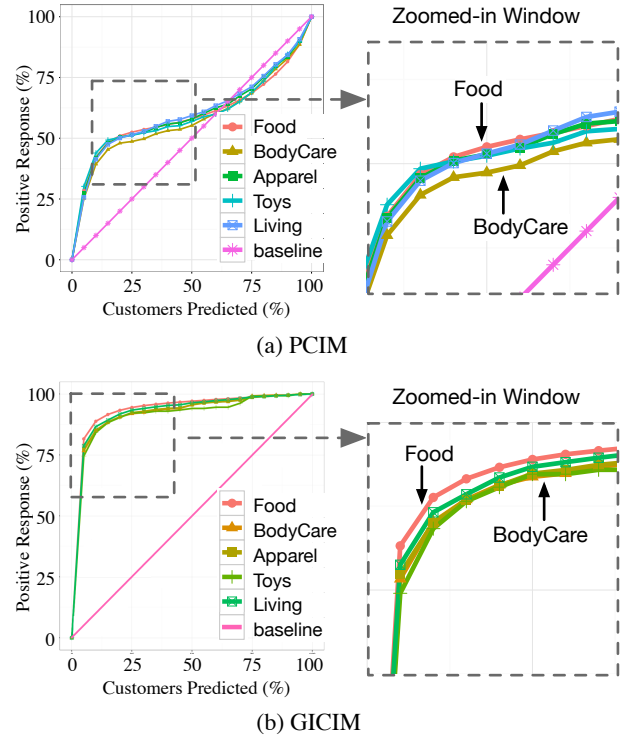 Zoomed-in Window
Positive Response (%)
100
75
50
25
0
Food
BodyCare
Apparel
Toys
Living
baseline
0 25 50 75 100
Customers Predicted (%)
Food
BodyCare
(a) PCIM
Zoomed-in Window
Positive Response (%)
100
75
50
25
0
Food
BodyCare
Apparel
Toys
Living
baseline
0 25 50 75 100
Customers Predicted (%)
Food
BodyCare
(b) GICIM